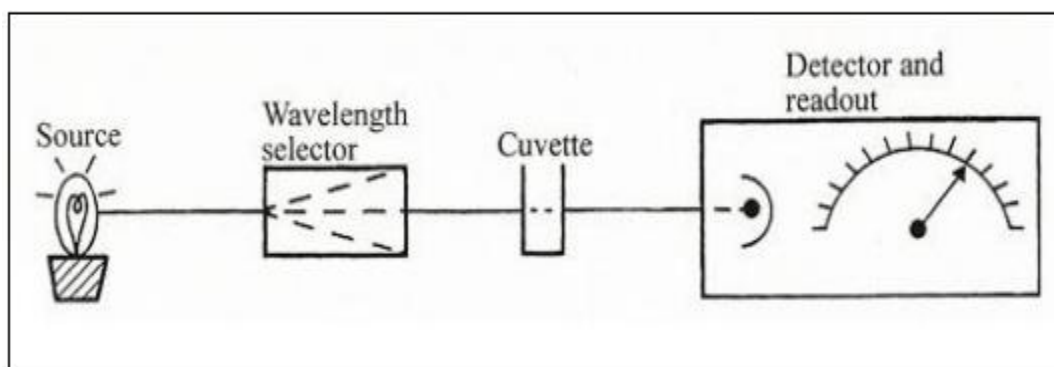 Source
Wavelength
selector
Cuvette
Detector and
readout